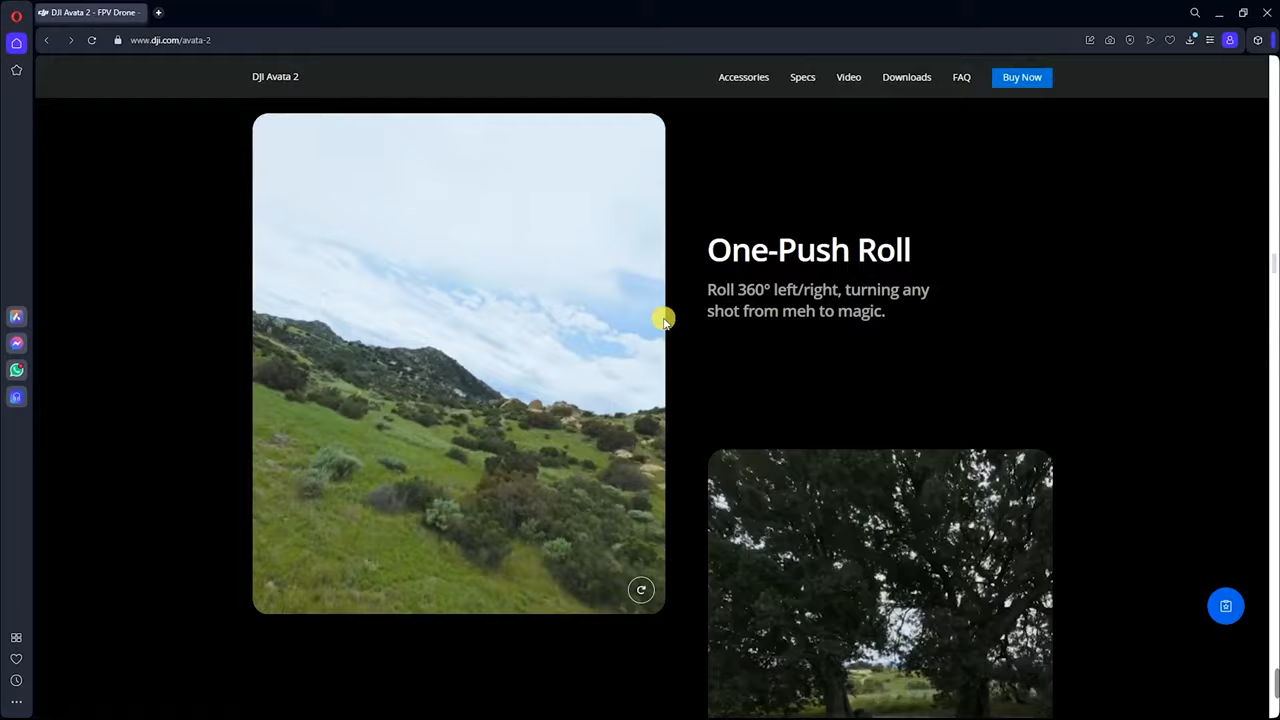 DJI Avata 2 - FPV Drone -
www.dji.com/avata-2
DJI Avata 2
Accessories
Specs
Video
Downloads
FAQ
Buy Now
One-Push Roll
Roll 360° left/right, turning any
shot from meh to magic.